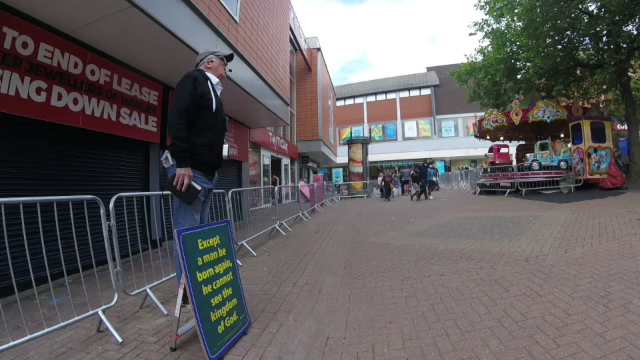 TO END OF LEASE
ING DOWN SALE
Except
a man be
born again,
he cannot
see the
kingdom
of God.